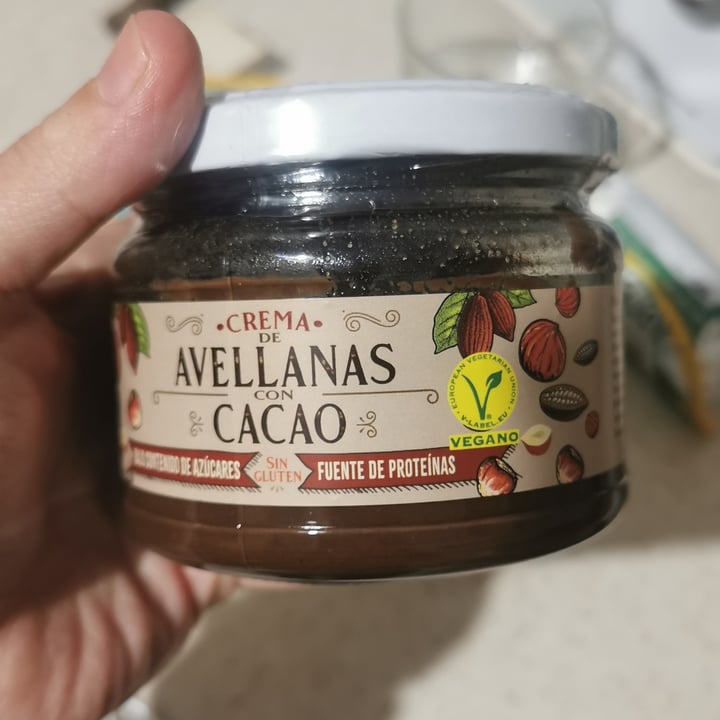 CREMA
DE
AVELLANAS
CON
CACAO
EUROPEAN VEGETARIAN UNION
V-LABEL.EU
VEGANO
CONTENIDO DE AZÚCARES
SIN
GLUTEN
FUENTE DE PROTEÍNAS